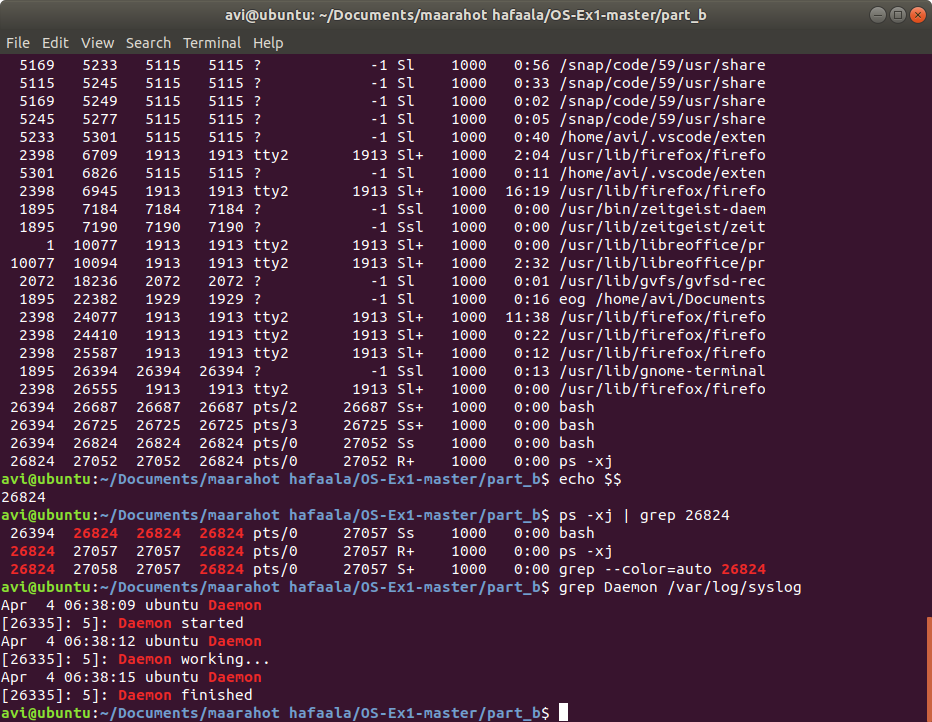 avi@ubuntu: ~/Documents/maarahot hafaala/OS-Ex1-master/part_b
File Edit View Search Terminal Help
5169 5233 5115 5115 ? -1 Sl 1000 0:56 /snap/code/59/usr/share
5115 5245 5115 5115 ? -1 Sl 1000 0:33 /snap/code/59/usr/share
5169 5249 5115 5115 ? -1 Sl 1000 0:02 /snap/code/59/usr/share
5245 5277 5115 5115 ? -1 Sl 1000 0:05 /snap/code/59/usr/share
5233 5301 5115 5115 ? -1 Sl 1000 0:40 /home/avi/.vscode/exten
2398 6709 1913 1913 tty2 1913 Sl+ 1000 2:04 /usr/lib/firefox/firefo
5301 6826 5115 5115 ? -1 Sl 1000 0:11 /home/avi/.vscode/exten
2398 6945 1913 1913 tty2 1913 Sl+ 1000 16:19 /usr/lib/firefox/firefo
1895 7184 7184 7184 ? -1 Ssl 1000 0:00 /usr/bin/zeitgeist-daem
1895 7190 7190 7190 ? -1 Ssl 1000 0:00 /usr/lib/zeitgeist/zeit
1 10077 1913 1913 tty2 1913 Sl+ 1000 0:00 /usr/lib/libreoffice/pr
10077 10094 1913 1913 tty2 1913 Sl+ 1000 2:32 /usr/lib/libreoffice/pr
2072 18236 2072 2072 ? -1 Sl 1000 0:01 /usr/lib/gvfs/gvfsd-rec
1895 22382 1929 1929 ? -1 Sl 1000 0:16 eog /home/avi/Documents
2398 24077 1913 1913 tty2 1913 Sl+ 1000 11:38 /usr/lib/firefox/firefo
2398 24410 1913 1913 tty2 1913 Sl+ 1000 0:22 /usr/lib/firefox/firefo
2398 25587 1913 1913 tty2 1913 Sl+ 1000 0:12 /usr/lib/firefox/firefo
1895 26394 26394 26394 ? -1 Ssl 1000 0:13 /usr/lib/gnome-terminal
2398 26555 1913 1913 tty2 1913 Sl+ 1000 0:00 /usr/lib/firefox/firefo
26394 26687 26687 26687 pts/2 26687 Ss+ 1000 0:00 bash
26394 26725 26725 26725 pts/3 26725 Ss+ 1000 0:00 bash
26394 26824 26824 26824 pts/0 27052 Ss 1000 0:00 bash
26824 27052 27052 26824 pts/0 27052 R+ 1000 0:00 ps -xj
avi@ubuntu:~/Documents/maarahot hafaala/OS-Ex1-master/part_b$ echo $$
26824
avi@ubuntu:~/Documents/maarahot hafaala/OS-Ex1-master/part_b$ ps -xj | grep 26824
26394 26824 26824 26824 pts/0 27057 Ss 1000 0:00 bash
26824 27057 27057 26824 pts/0 27057 R+ 1000 0:00 ps -xj
26824 27058 27057 26824 pts/0 27057 S+ 1000 0:00 grep --color=auto 26824
avi@ubuntu:~/Documents/maarahot hafaala/OS-Ex1-master/part_b$ grep Daemon /var/log/syslog
Apr  4 06:38:09 ubuntu Daemon
[26335]: 5]: Daemon started
Apr  4 06:38:12 ubuntu Daemon
[26335]: 5]: Daemon working...
Apr  4 06:38:15 ubuntu Daemon
[26335]: 5]: Daemon finished
avi@ubuntu:~/Documents/maarahot hafaala/OS-Ex1-master/part_b$